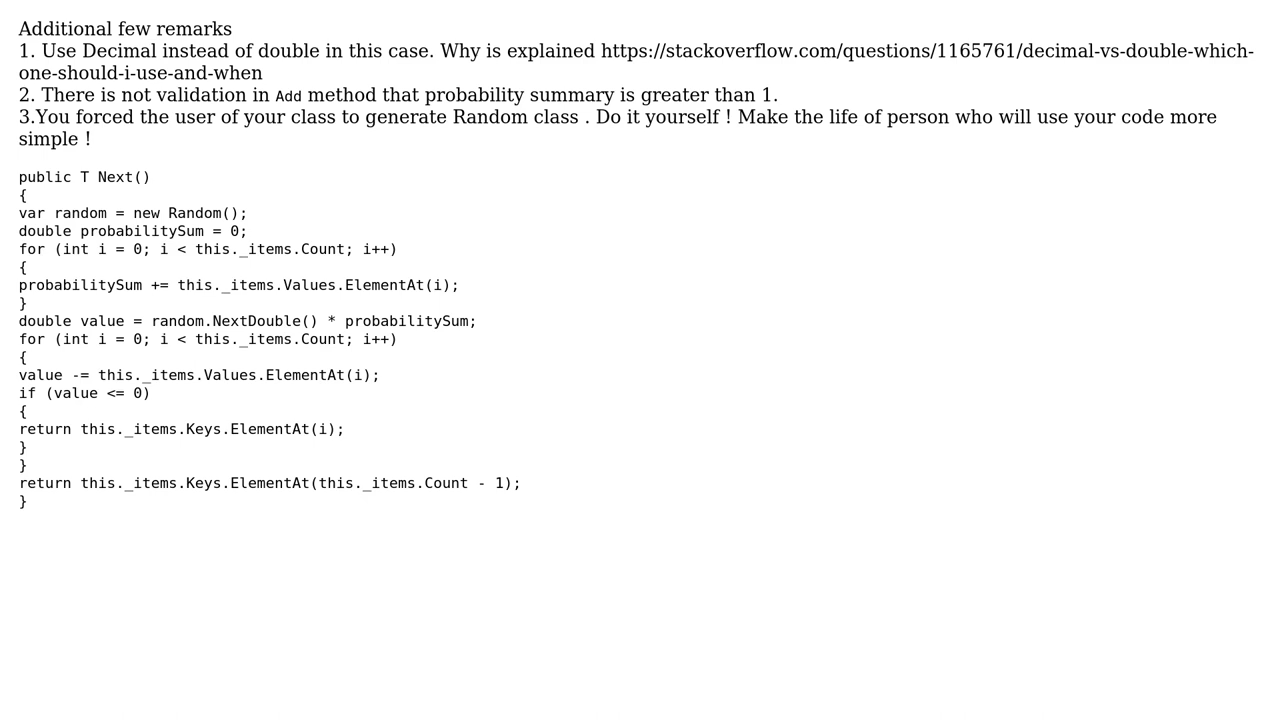 Additional few remarks
1. Use Decimal instead of double in this case. Why is explained https://stackoverflow.com/questions/1165761/decimal-vs-double-which-
one-should-i-use-and-when
2. There is not validation in Add method that probability summary is greater than 1.
3.You forced the user of your class to generate Random class . Do it yourself ! Make the life of person who will use your code more
simple !
public T Next()
{
var random = new Random();
double probabilitySum = 0;
for (int i = 0; i < this._items.Count; i++)
{
probabilitySum += this._items.Values.ElementAt(i);
}
double value = random.NextDouble() * probabilitySum;
for (int i = 0; i < this._items.Count; i++)
{
value -= this._items.Values.ElementAt(i);
if (value <= 0)
{
return this._items.Keys.ElementAt(i);
}
}
return this._items.Keys.ElementAt(this._items.Count - 1);
}